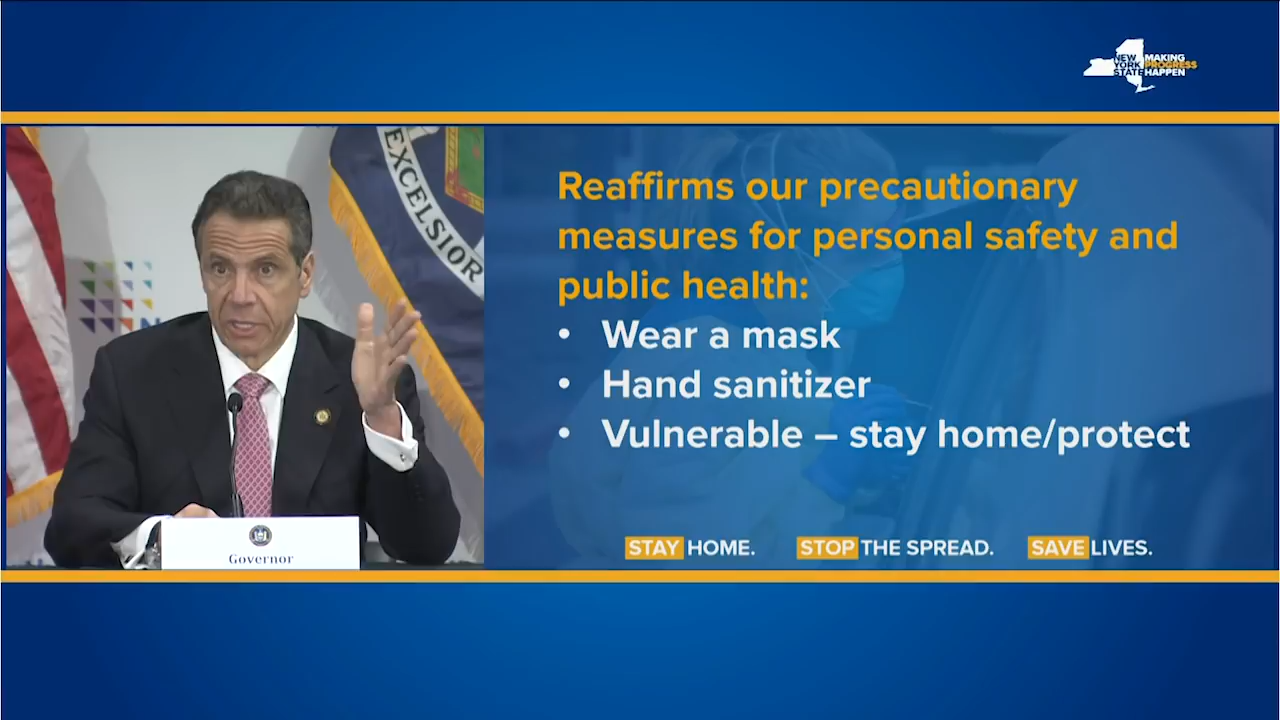 NEW
YORK
STATE
MAKING
PROGRESS
HAPPEN
EXCELSIOR
Reaffirms our precautionary
measures for personal safety and
public health:
• Wear a mask
• Hand sanitizer
• Vulnerable – stay home/protect
Governor
STAY HOME. STOP THE SPREAD. SAVE LIVES.